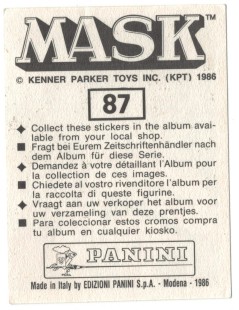 MASK™
© KENNER PARKER TOYS INC. (KPT) 1986
87
◆ Collect these stickers in the album avai-
lable from your local shop.
■ Fragt bei Eurem Zeitschriftenhändler nach
dem Album für diese Serie.
◆ Demandez à votre détaillant l'Album pour
la collection de ces images.
■ Chiedete al vostro rivenditore l'album per
la raccolta di queste figurine.
◆ Vraagt aan uw verkoper een album voor
uw verzameling van deze prentjes.
■ Para coleccionar estos cromos compra
tu album en cualquier kiosko.
PANINI
Made in Italy by EDIZIONI PANINI S.p.A. - Modena - 1986